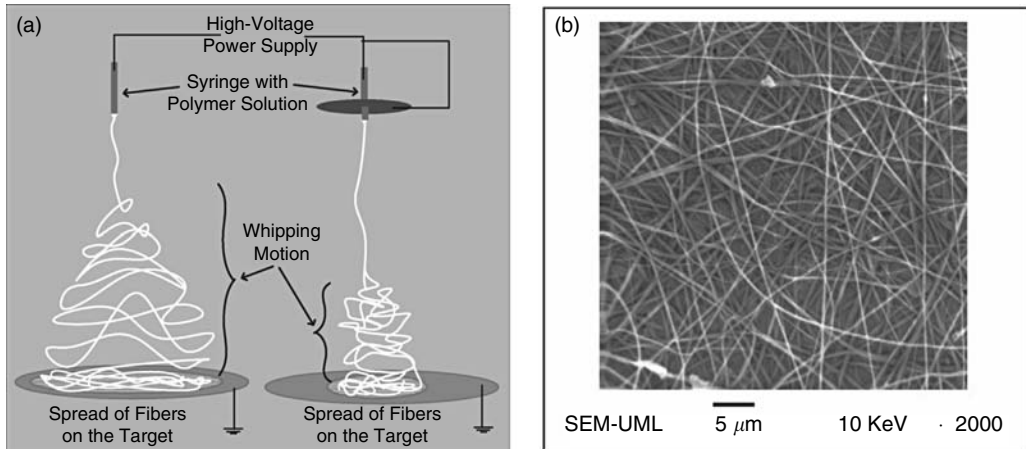 (a)
High-Voltage
Power Supply
Syringe with
Polymer Solution
Whipping
Motion
Spread of Fibers
on the Target
Spread of Fibers
on the Target
(b)
SEM-UML 5 μm 10 KeV · 2000